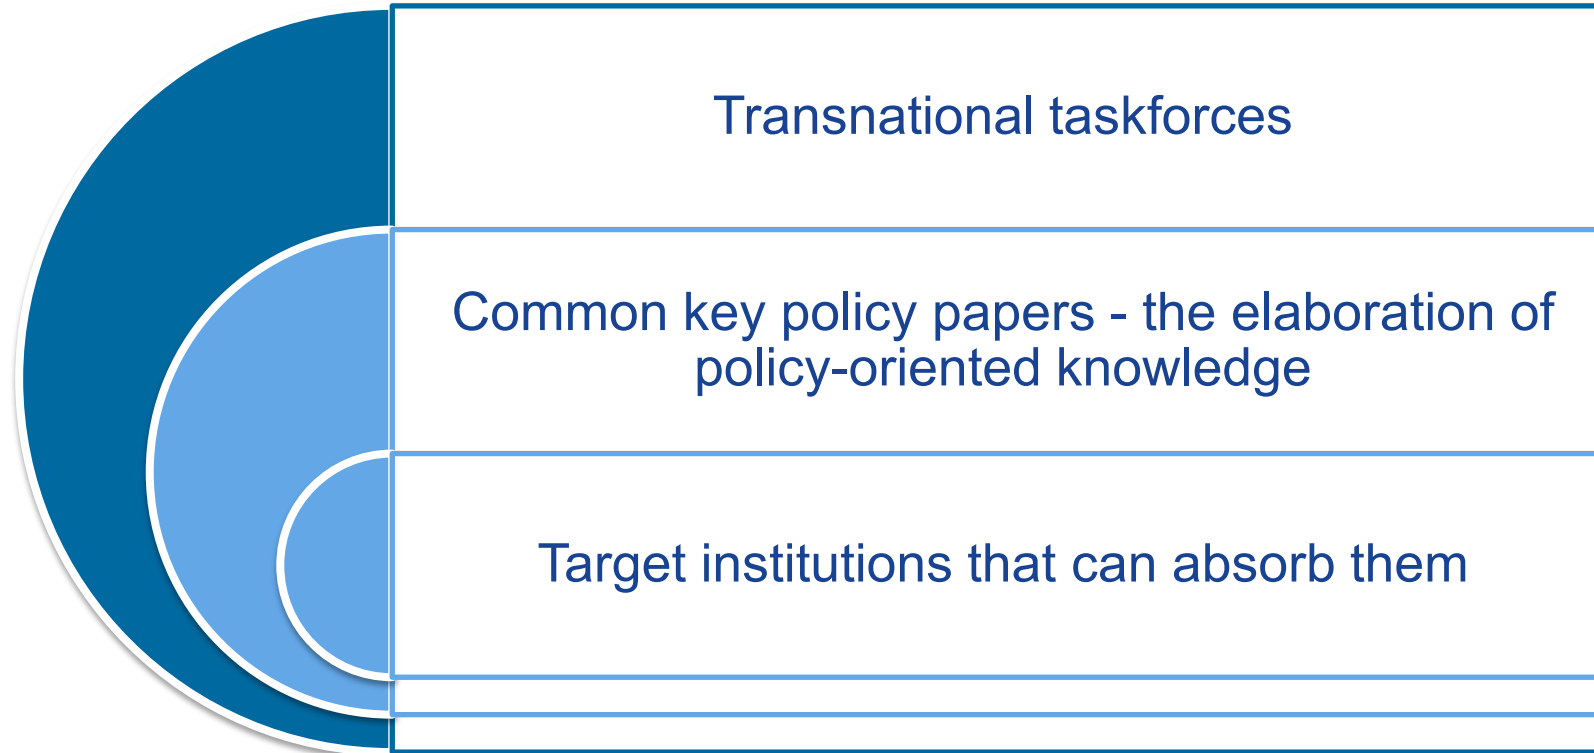 Transnational taskforces
Common key policy papers - the elaboration of
policy-oriented knowledge
Target institutions that can absorb them